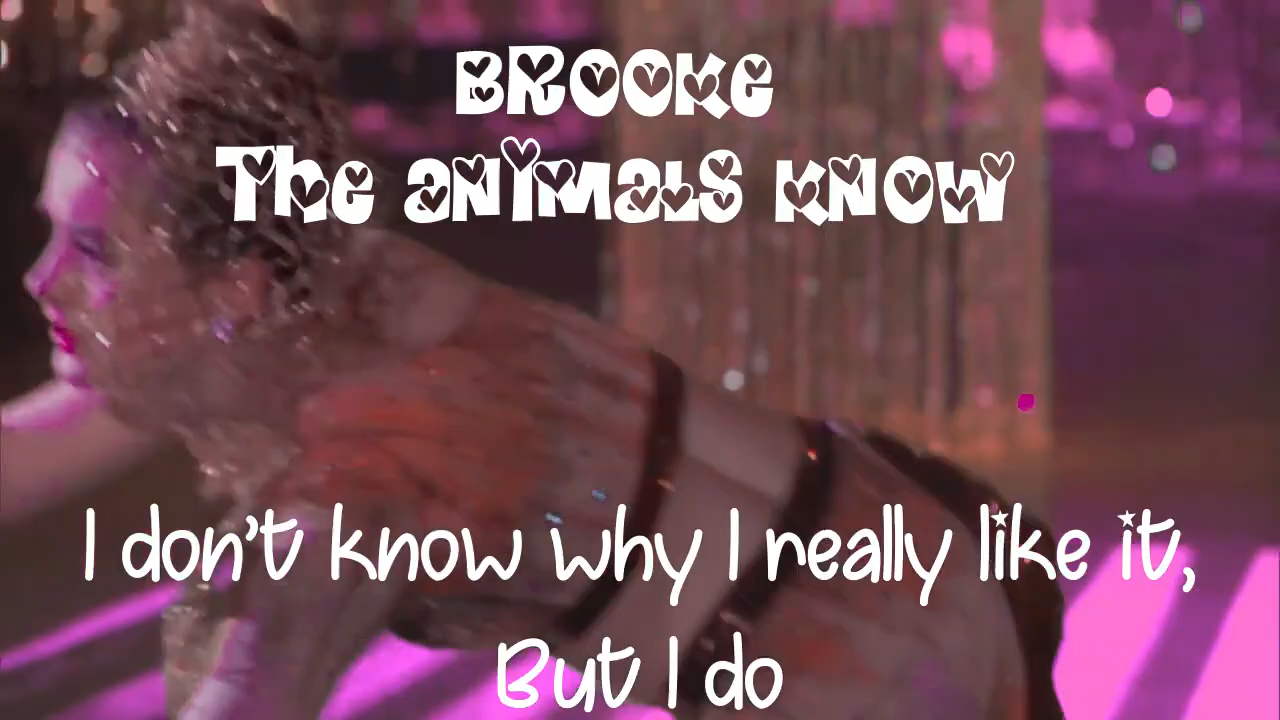 BROOKE
The aNiMaLS KNOW
I don't know why I really like it,
But I do